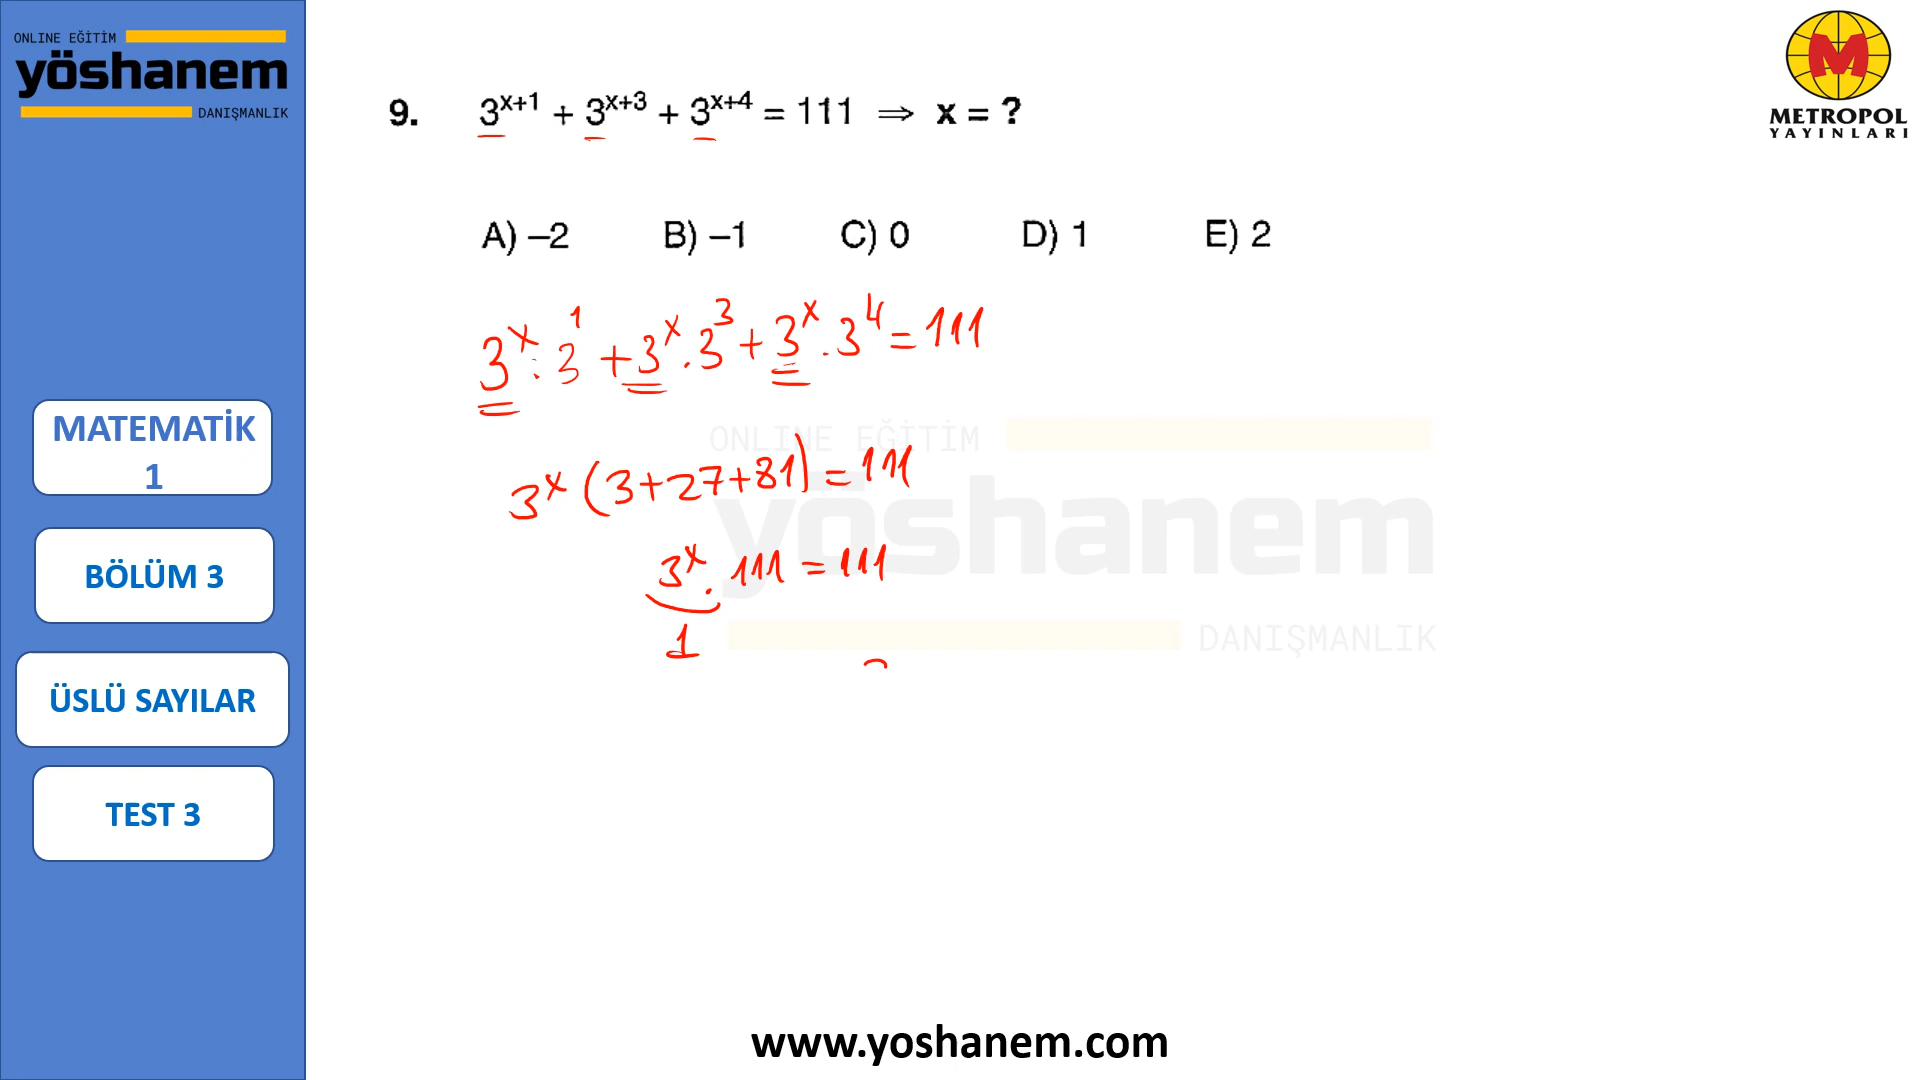 ONLINE EĞİTİM
yöshanem
DANIŞMANLIK
MATEMATİK
1
BÖLÜM 3
ÜSLÜ SAYILAR
TEST 3
METROPOL
YAYINLARI
9. 3^{x+1} + 3^{x+3} + 3^{x+4} = 111 ⇒ x = ?
A) –2 B) –1 C) 0 D) 1 E) 2
3^x · 3^1 + 3^x · 3^3 + 3^x · 3^4 = 111
3^x (3+27+81) = 111
3^x · 111 = 111
1
ONLINE EĞİTİM
yöshanem
DANIŞMANLIK
www.yoshanem.com